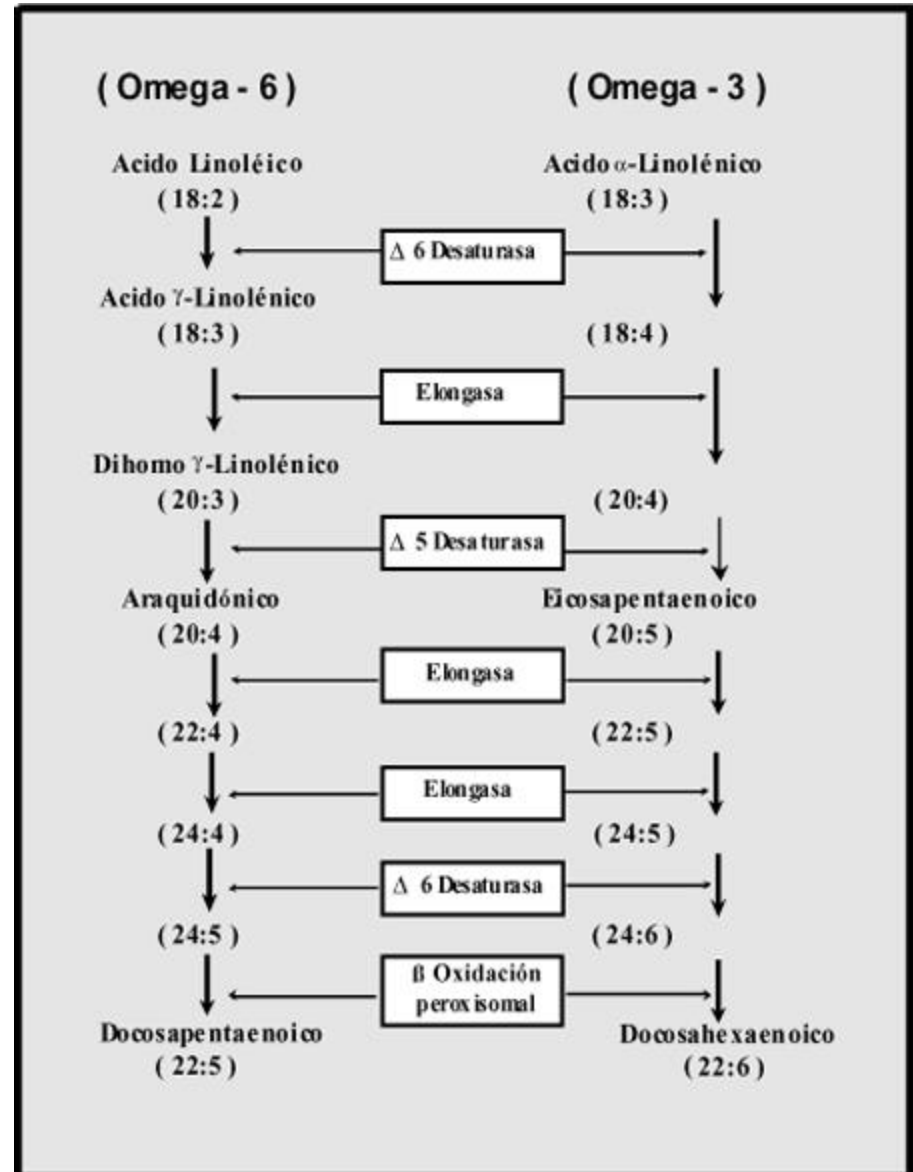 ( Omega - 6 )
( Omega - 3 )
Acido Linoléico
Acido α-Linolénico
( 18:2 )
( 18:3 )
Δ 6 Desaturasa
Acido γ-Linolénico
( 18:3 )
( 18:4 )
Elongasa
Dihomo γ-Linolénico
( 20:3 )
( 20:4)
Δ 5 Desaturasa
Araquidónico
Eicosapentaenoico
( 20:4 )
( 20:5 )
Elongasa
( 22:4 )
( 22:5 )
Elongasa
( 24:4 )
( 24:5 )
Δ 6 Desaturasa
( 24:5 )
( 24:6 )
ß Oxidación
peroxisomal
Docosapentaenoico
Docosahexaenoico
( 22:5 )
( 22:6 )